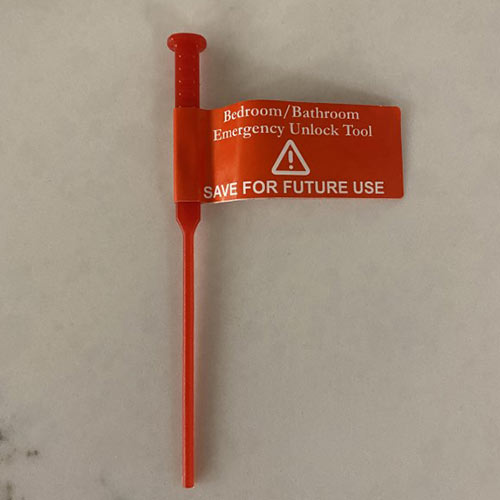 Bedroom/Bathroom
Emergency Unlock Tool
SAVE FOR FUTURE USE